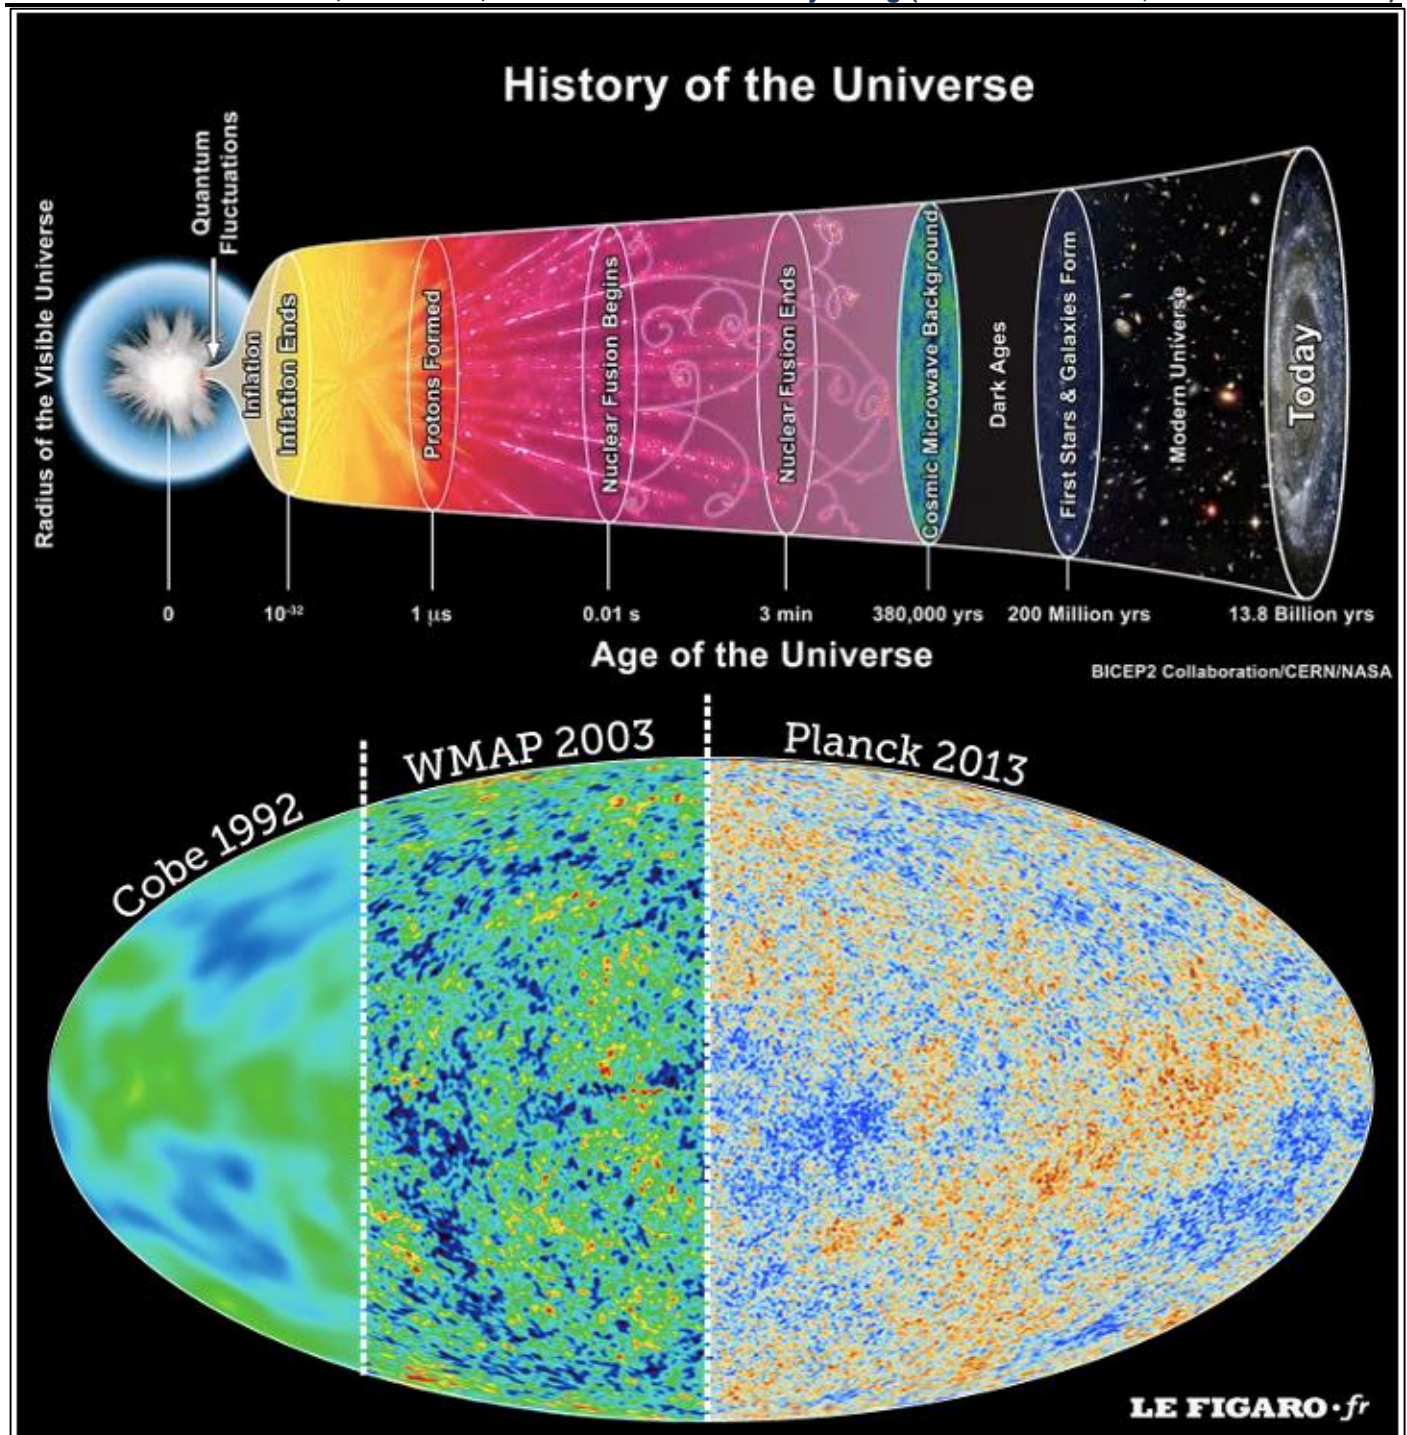 History of the Universe
Radius of the Visible Universe
Quantum
Fluctuations
Inflation
Inflation Ends
Protons Formed
Nuclear Fusion Begins
Nuclear Fusion Ends
Cosmic Microwave Background
Dark Ages
First Stars & Galaxies Form
Modern Universe
Today
0
10⁻³²
1 μs
0.01 s
3 min
380,000 yrs
200 Million yrs
13.8 Billion yrs
Age of the Universe
BICEP2 Collaboration/CERN/NASA
Cobe 1992
WMAP 2003
Planck 2013
LE FIGARO·fr